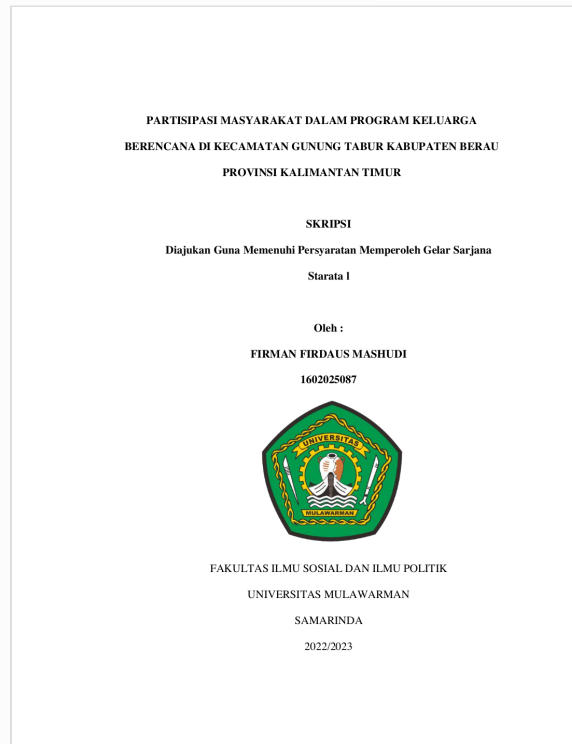 PARTISIPASI MASYARAKAT DALAM PROGRAM KELUARGA
BERENCANA DI KECAMATAN GUNUNG TABUR KABUPATEN BERAU
PROVINSI KALIMANTAN TIMUR
SKRIPSI
Diajukan Guna Memenuhi Persyaratan Memperoleh Gelar Sarjana
Starata l
Oleh :
FIRMAN FIRDAUS MASHUDI
1602025087
UNIVERSITAS
MULAWARMAN
FAKULTAS ILMU SOSIAL DAN ILMU POLITIK
UNIVERSITAS MULAWARMAN
SAMARINDA
2022/2023